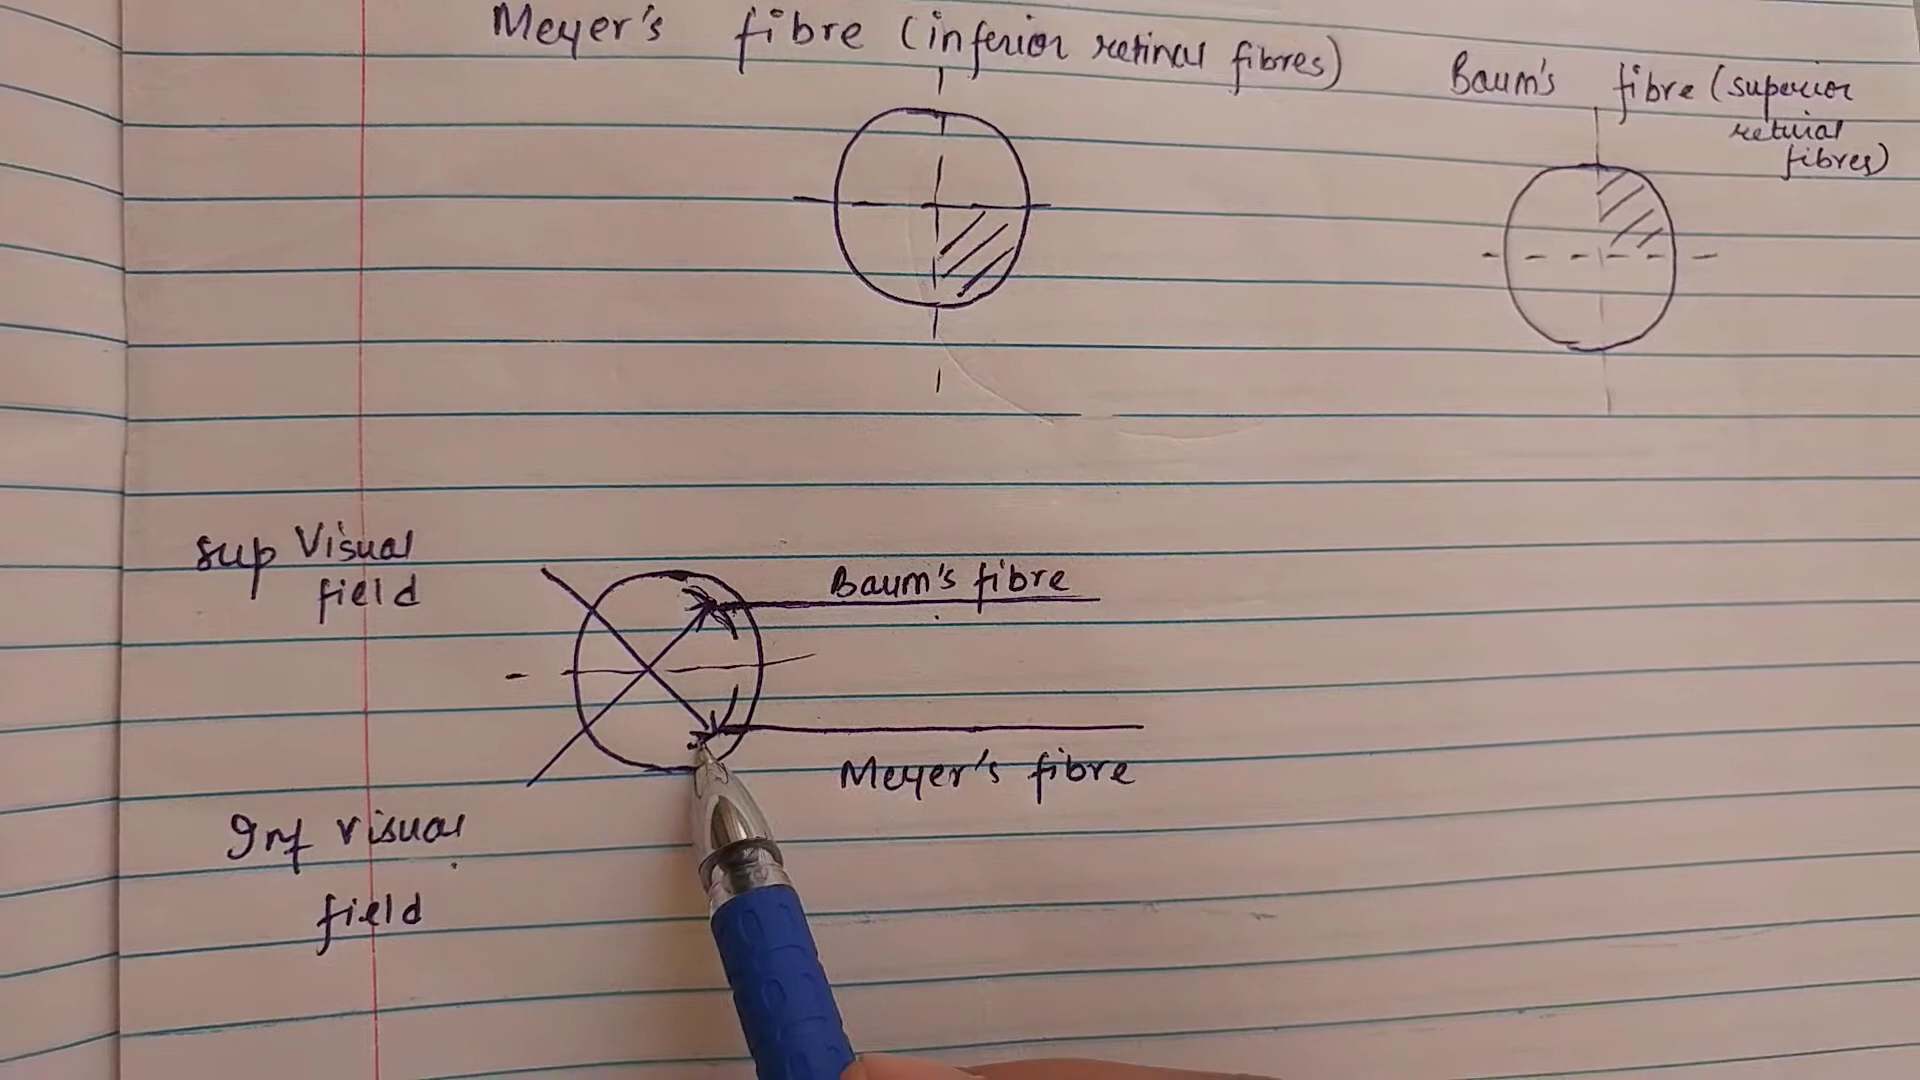 Meyer's fibre (inferior retinal fibres)
Baum's fibre (superior
retinal
fibres)
Sup Visual
field
Baum's fibre
Meyer's fibre
Inf visual
field